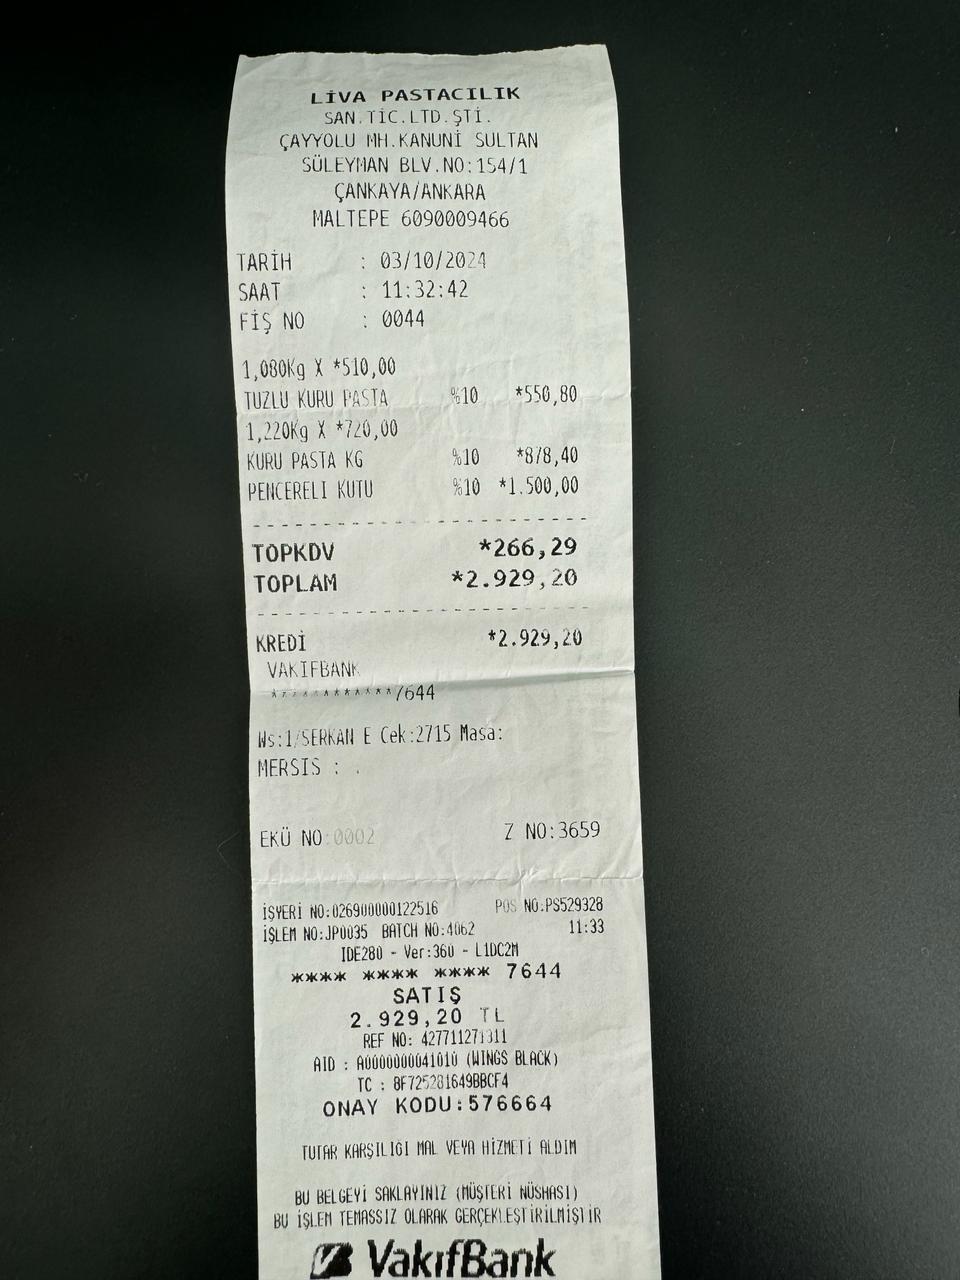 LİVA PASTACILIK
SAN.TİC.LTD.ŞTİ.
ÇAYYOLU MH.KANUNİ SULTAN
SÜLEYMAN BLV.NO:154/1
ÇANKAYA/ANKARA
MALTEPE 6090009466
TARİH : 03/10/2024
SAAT : 11:32:42
FİŞ NO : 0044
1,080Kg X *510,00
TUZLU KURU PASTA %10 *550,80
1,220Kg X *720,00
KURU PASTA KG %10 *878,40
PENCERELİ KUTU %10 *1.500,00
TOPKDV *266,29
TOPLAM *2.929,20
KREDİ *2.929,20
VAKIFBANK
************7644
Ws:1/SERKAN E Cek:2715 Masa:
MERSIS : .
EKÜ NO:0002 Z NO:3659
İŞYERİ NO:026900000122516 POS NO:PS529328
İŞLEM NO:JP0035 BATCH NO:4062 11:33
IDE280 - Ver:360 - L1DC2M
**** **** **** 7644
SATIŞ
2.929,20 TL
REF NO: 427711271311
AID : A0000000041010 (WINGS BLACK)
TC : 8F725281649BBCF4
ONAY KODU:576664
TUTAR KARŞILIĞI MAL VEYA HİZMETİ ALDIM
BU BELGEYİ SAKLAYINIZ (MÜŞTERİ NÜSHASI)
BU İŞLEM TEMASSIZ OLARAK GERÇEKLEŞTİRİLMİŞTİR
VakıfBank